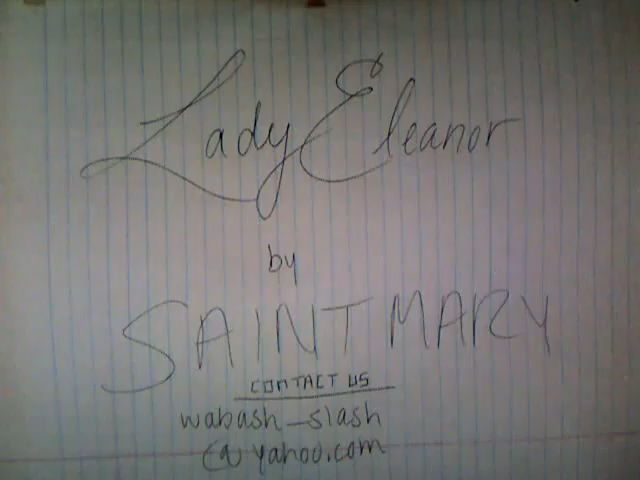 Lady Eleanor
by
SAINT MARY
CONTACT US
wabash_slash
@yahoo.com